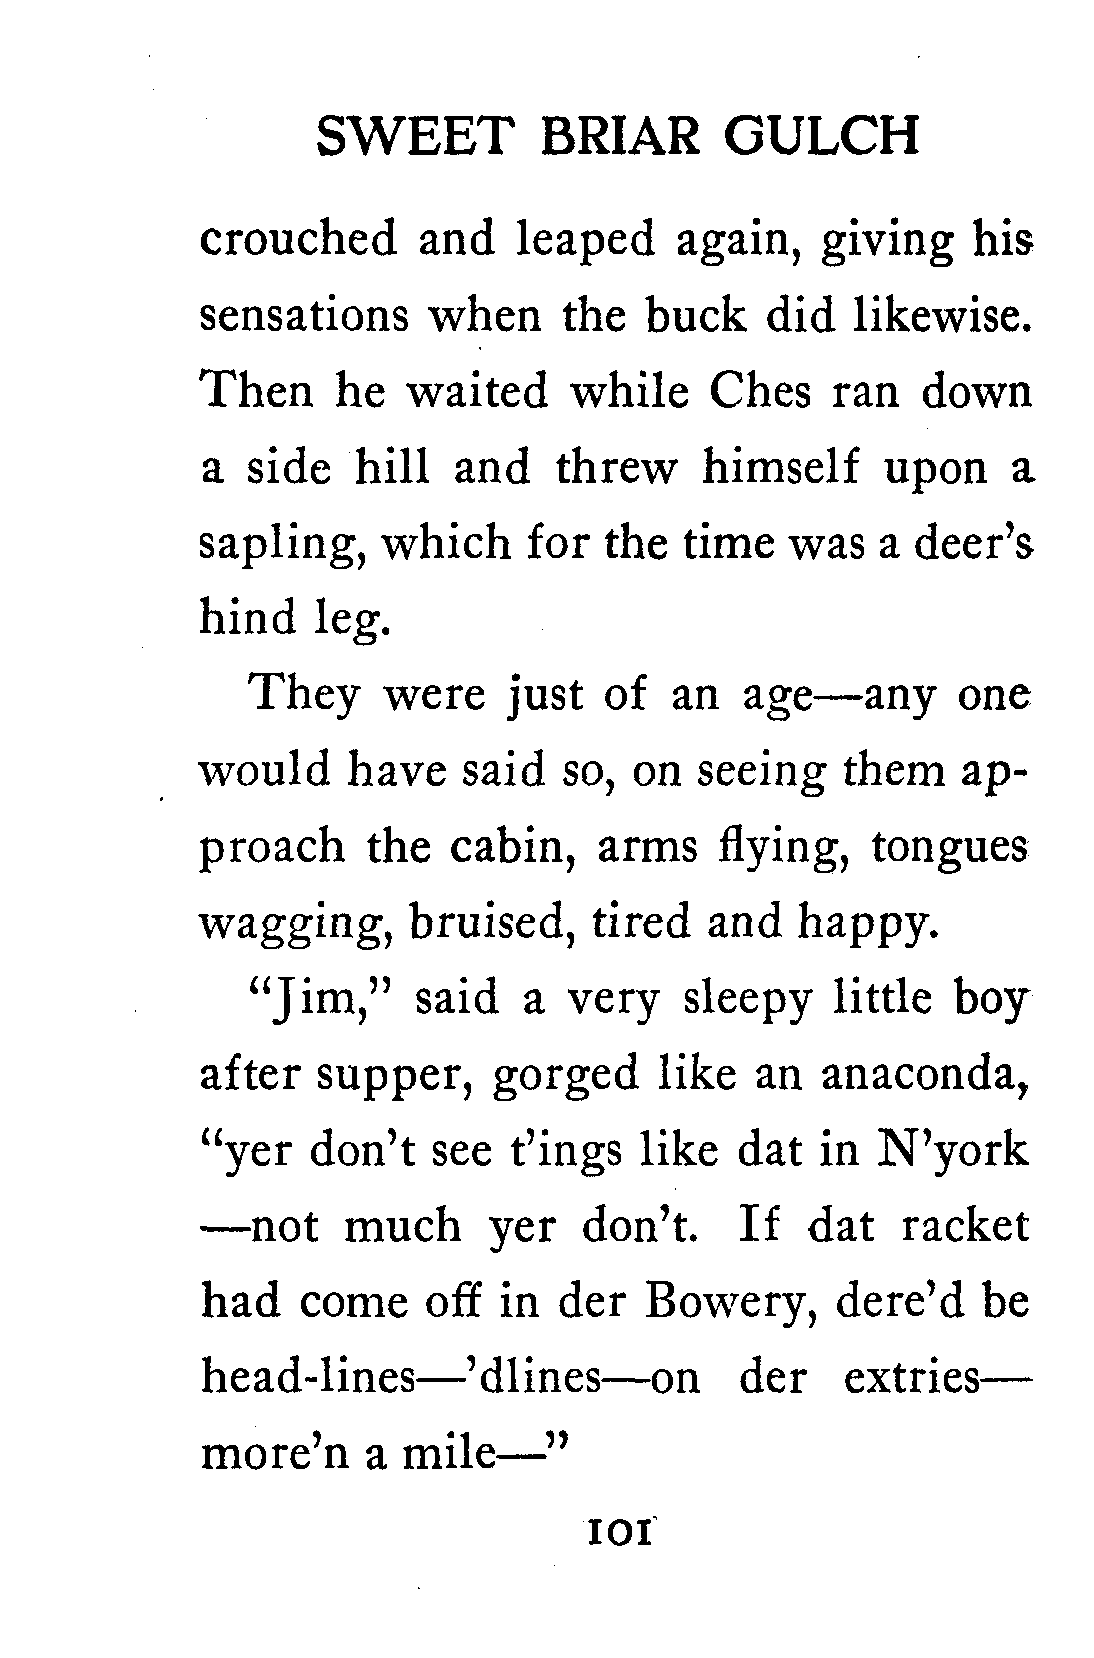 SWEET BRIAR GULCH
crouched and leaped again, giving his
sensations when the buck did likewise.
Then he waited while Ches ran down
a side hill and threw himself upon a
sapling, which for the time was a deer's
hind leg.
They were just of an age—any one
would have said so, on seeing them ap-
proach the cabin, arms flying, tongues
wagging, bruised, tired and happy.
“Jim,” said a very sleepy little boy
after supper, gorged like an anaconda,
“yer don't see t'ings like dat in N'york
—not much yer don't. If dat racket
had come off in der Bowery, dere'd be
head-lines—'dlines—on der extries—
more'n a mile—”
101